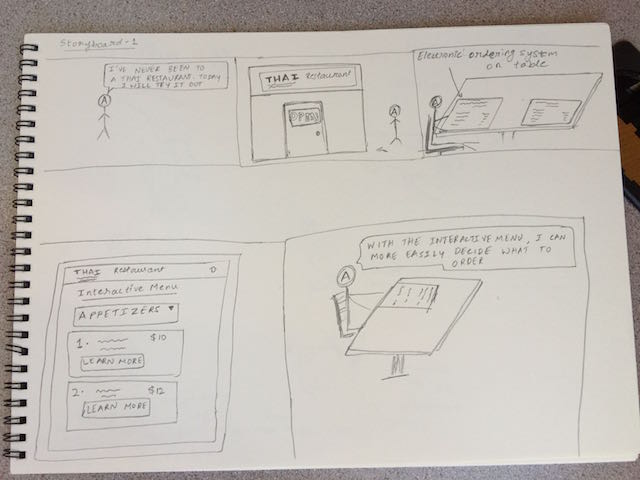 Storyboard-1
I'VE NEVER BEEN TO
A THAI RESTAURANT. TODAY
I WILL TRY IT OUT
A
THAI Restaurant
OPEN
A
Electronic ordering system
on table
A
THAI Restaurant
Interactive Menu
APPETIZERS
1. $10
LEARN MORE
2. $12
LEARN MORE
WITH THE INTERACTIVE MENU, I CAN
MORE EASILY DECIDE WHAT TO
ORDER
A